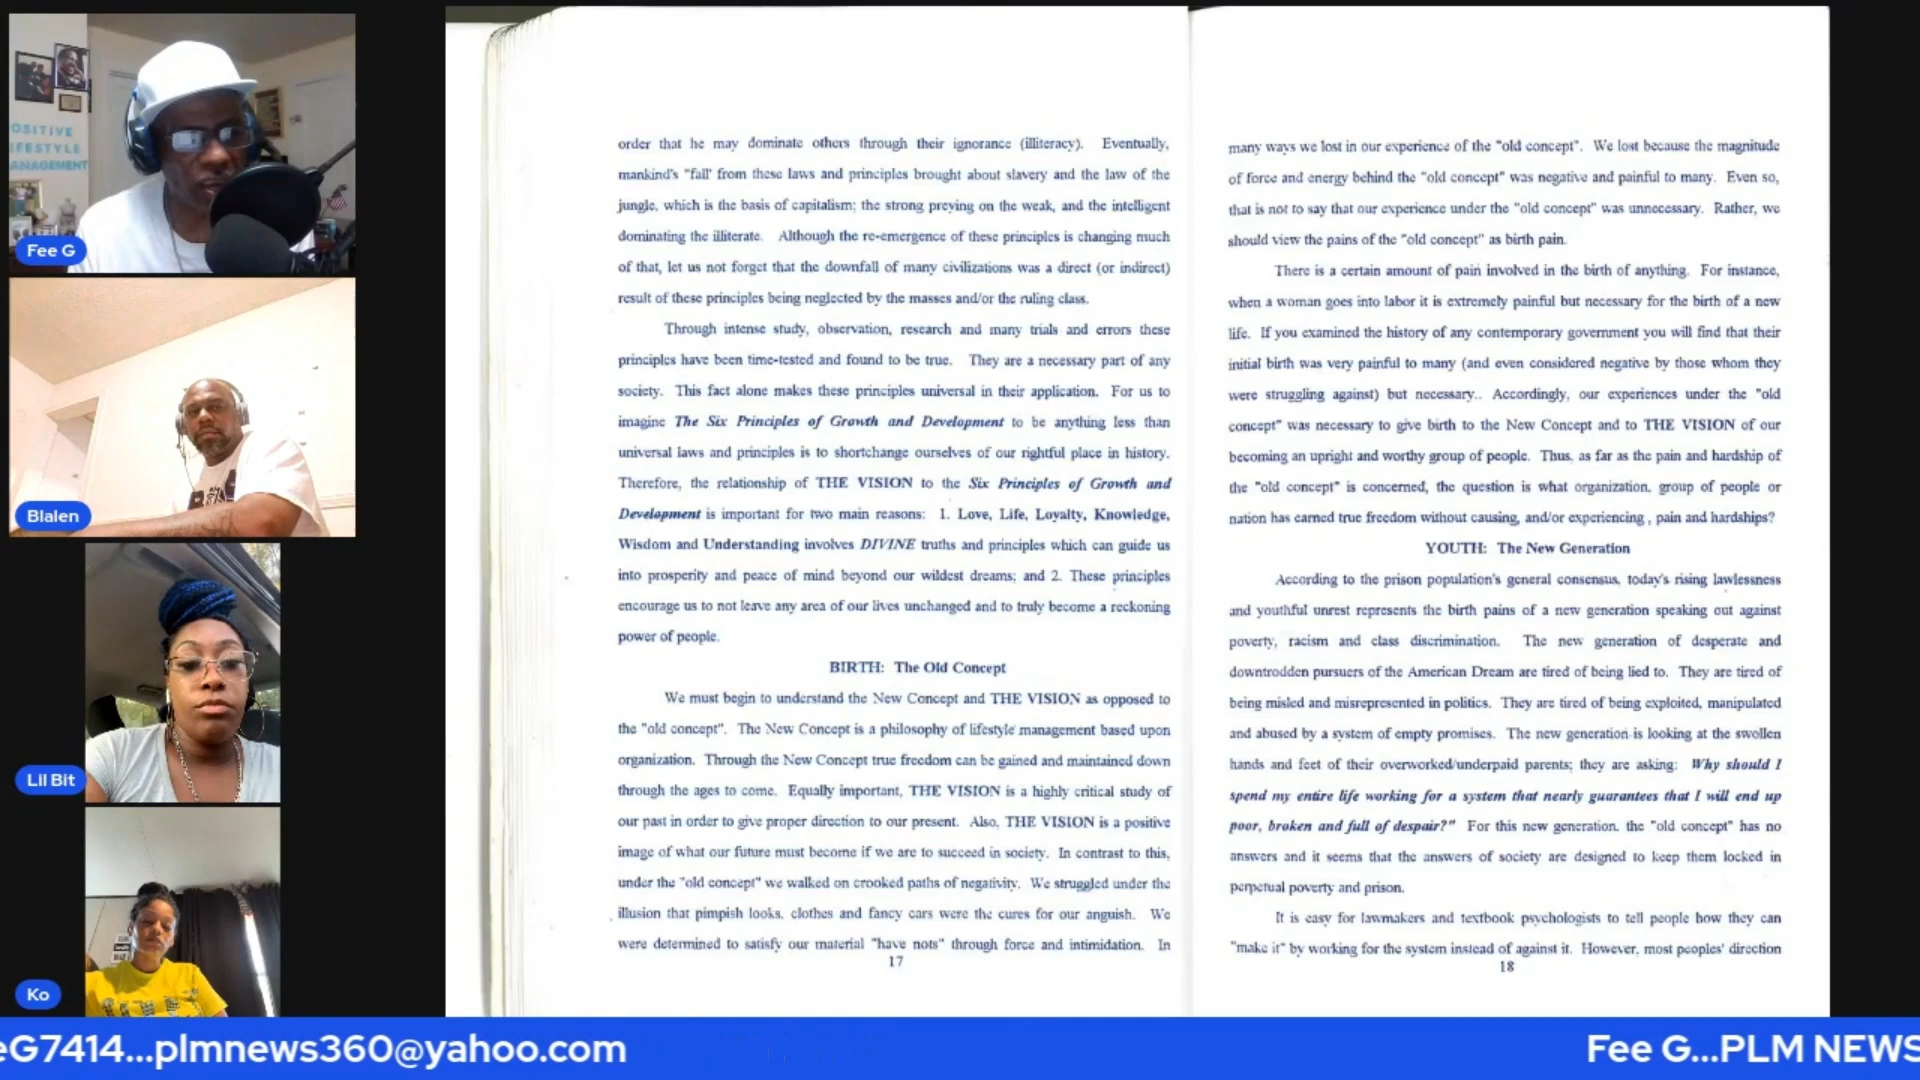 OSITIVE
IFESTYLE
ANAGEMENT
Fee G
Blalen
Lil Bit
Ko
order that he may dominate others through their ignorance (illiteracy). Eventually,
mankind's "fall' from these laws and principles brought about slavery and the law of the
jungle, which is the basis of capitalism; the strong preying on the weak, and the intelligent
dominating the illiterate. Although the re-emergence of these principles is changing much
of that, let us not forget that the downfall of many civilizations was a direct (or indirect)
result of these principles being neglected by the masses and/or the ruling class.
Through intense study, observation, research and many trials and errors these
principles have been time-tested and found to be true. They are a necessary part of any
society. This fact alone makes these principles universal in their application. For us to
imagine The Six Principles of Growth and Development to be anything less than
universal laws and principles is to shortchange ourselves of our rightful place in history.
Therefore, the relationship of THE VISION to the Six Principles of Growth and
Development is important for two main reasons: 1. Love, Life, Loyalty, Knowledge,
Wisdom and Understanding involves DIVINE truths and principles which can guide us
into prosperity and peace of mind beyond our wildest dreams; and 2. These principles
encourage us to not leave any area of our lives unchanged and to truly become a reckoning
power of people.
BIRTH: The Old Concept
We must begin to understand the New Concept and THE VISION as opposed to
the "old concept". The New Concept is a philosophy of lifestyle management based upon
organization. Through the New Concept true freedom can be gained and maintained down
through the ages to come. Equally important, THE VISION is a highly critical study of
our past in order to give proper direction to our present. Also, THE VISION is a positive
image of what our future must become if we are to succeed in society. In contrast to this,
under the "old concept" we walked on crooked paths of negativity. We struggled under the
illusion that pimpish looks, clothes and fancy cars were the cures for our anguish. We
were determined to satisfy our material "have nots" through force and intimidation. In
17
many ways we lost in our experience of the "old concept". We lost because the magnitude
of force and energy behind the "old concept" was negative and painful to many. Even so,
that is not to say that our experience under the "old concept" was unnecessary. Rather, we
should view the pains of the "old concept" as birth pain.
There is a certain amount of pain involved in the birth of anything. For instance,
when a woman goes into labor it is extremely painful but necessary for the birth of a new
life. If you examined the history of any contemporary government you will find that their
initial birth was very painful to many (and even considered negative by those whom they
were struggling against) but necessary.. Accordingly, our experiences under the "old
concept" was necessary to give birth to the New Concept and to THE VISION of our
becoming an upright and worthy group of people. Thus, as far as the pain and hardship of
the "old concept" is concerned, the question is what organization, group of people or
nation has earned true freedom without causing, and/or experiencing , pain and hardships?
YOUTH: The New Generation
According to the prison population's general consensus, today's rising lawlessness
and youthful unrest represents the birth pains of a new generation speaking out against
poverty, racism and class discrimination. The new generation of desperate and
downtrodden pursuers of the American Dream are tired of being lied to. They are tired of
being misled and misrepresented in politics. They are tired of being exploited, manipulated
and abused by a system of empty promises. The new generation is looking at the swollen
hands and feet of their overworked/underpaid parents; they are asking: Why should I
spend my entire life working for a system that nearly guarantees that I will end up
poor, broken and full of despair?" For this new generation, the "old concept" has no
answers and it seems that the answers of society are designed to keep them locked in
perpetual poverty and prison.
It is easy for lawmakers and textbook psychologists to tell people how they can
"make it" by working for the system instead of against it. However, most peoples' direction
18
eG7414...plmnews360@yahoo.com
Fee G...PLM NEWS